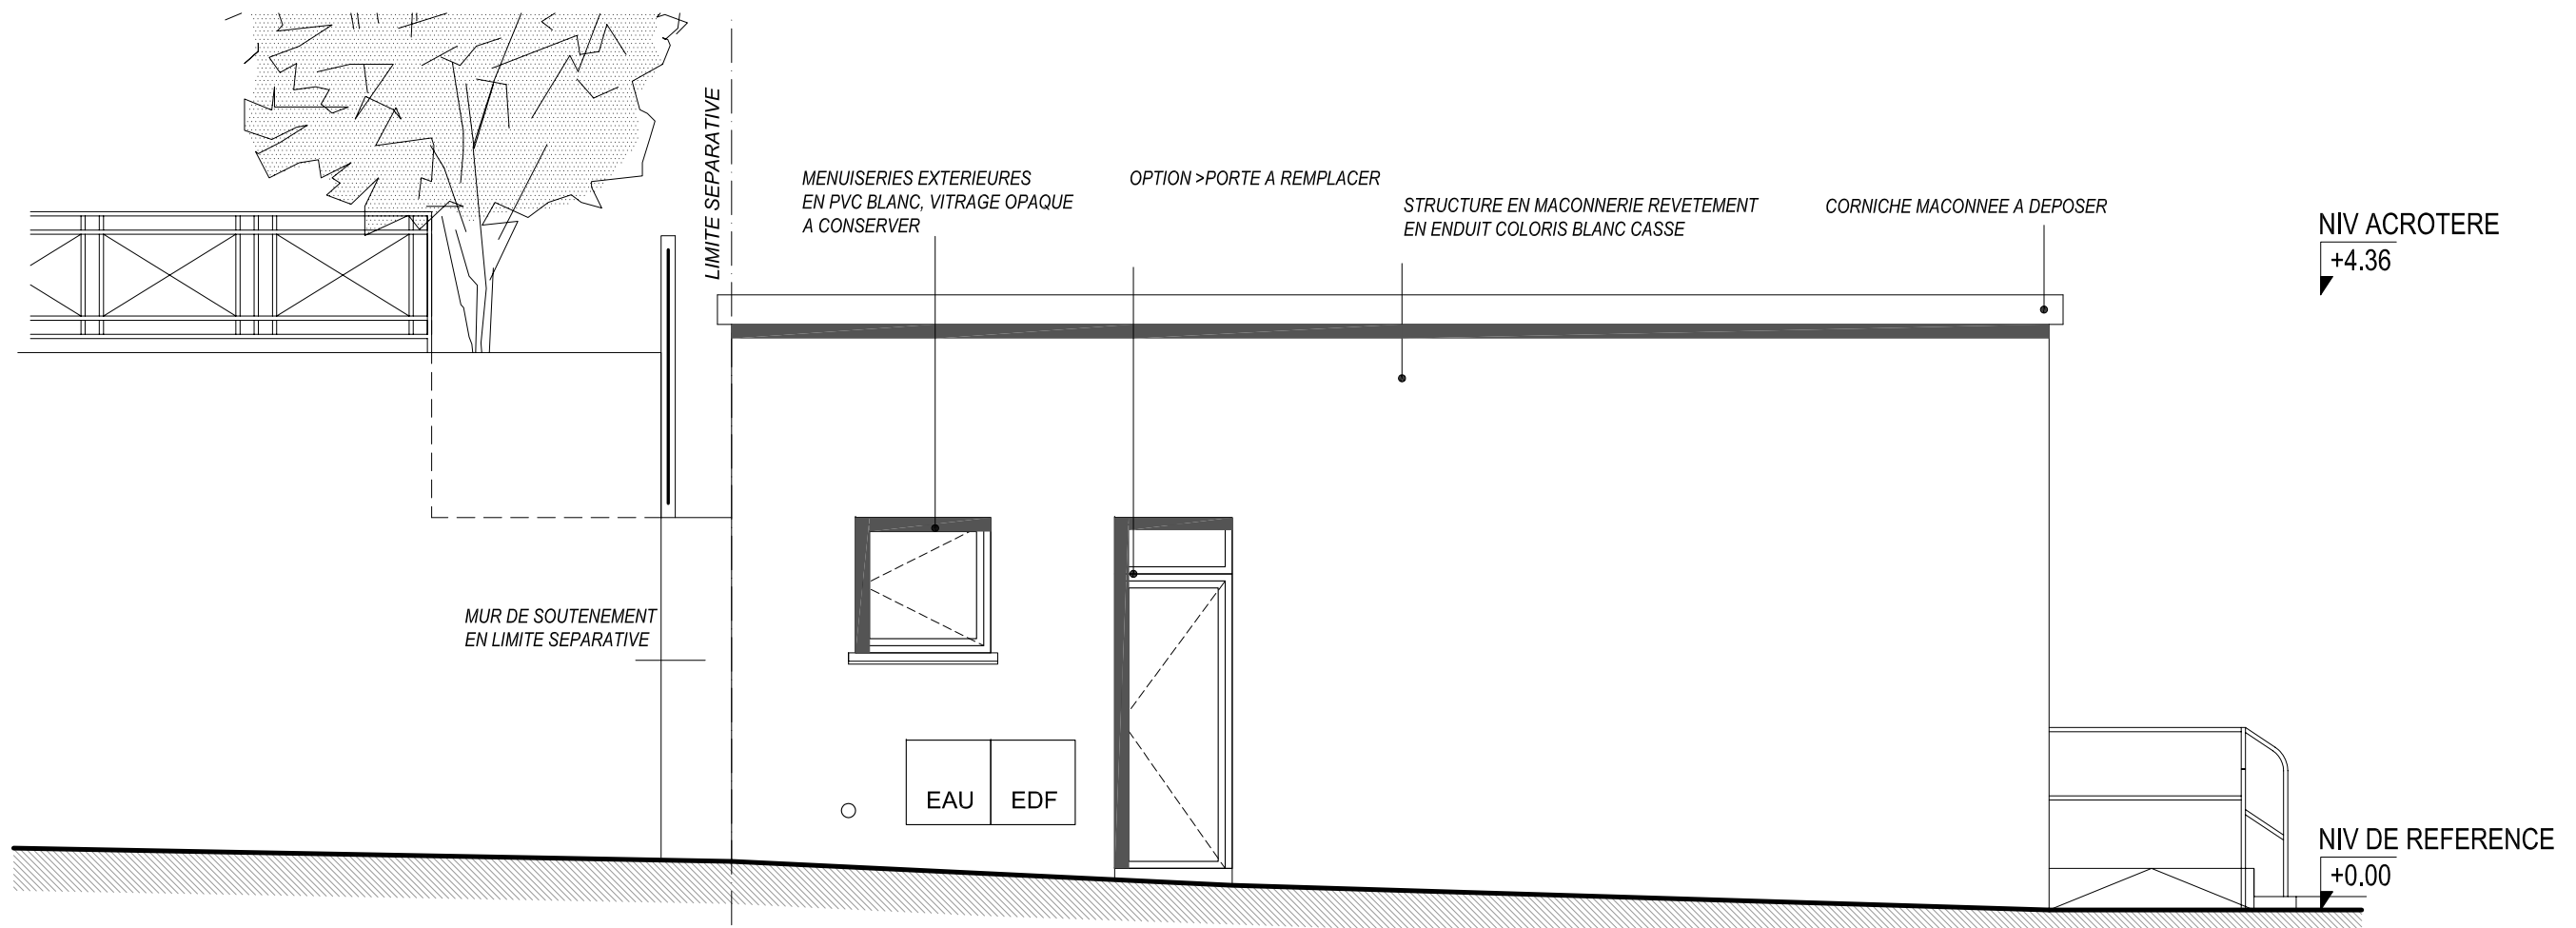 LIMITE SEPARATIVE
MENUISERIES EXTERIEURES
EN PVC BLANC, VITRAGE OPAQUE
A CONSERVER
OPTION >PORTE A REMPLACER
STRUCTURE EN MACONNERIE REVETEMENT
EN ENDUIT COLORIS BLANC CASSE
CORNICHE MACONNEE A DEPOSER
NIV ACROTERE
+4.36
MUR DE SOUTENEMENT
EN LIMITE SEPARATIVE
EAU
EDF
NIV DE REFERENCE
+0.00